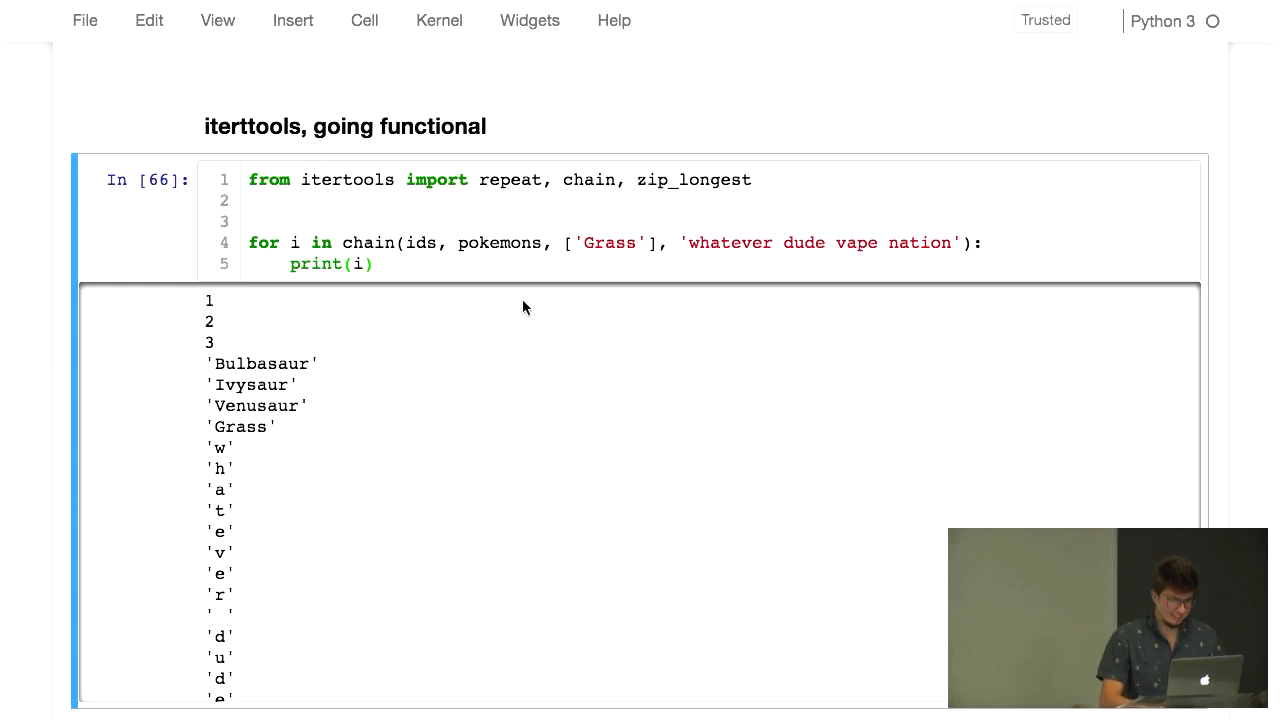 File Edit View Insert Cell Kernel Widgets Help Trusted Python 3
iterttools, going functional
In [66]:
1 from itertools import repeat, chain, zip_longest
2
3
4 for i in chain(ids, pokemons, ['Grass'], 'whatever dude vape nation'):
5 print(i)
1
2
3
'Bulbasaur'
'Ivysaur'
'Venusaur'
'Grass'
'w'
'h'
'a'
't'
'e'
'v'
'e'
'r'
' '
'd'
'u'
'd'
'e'